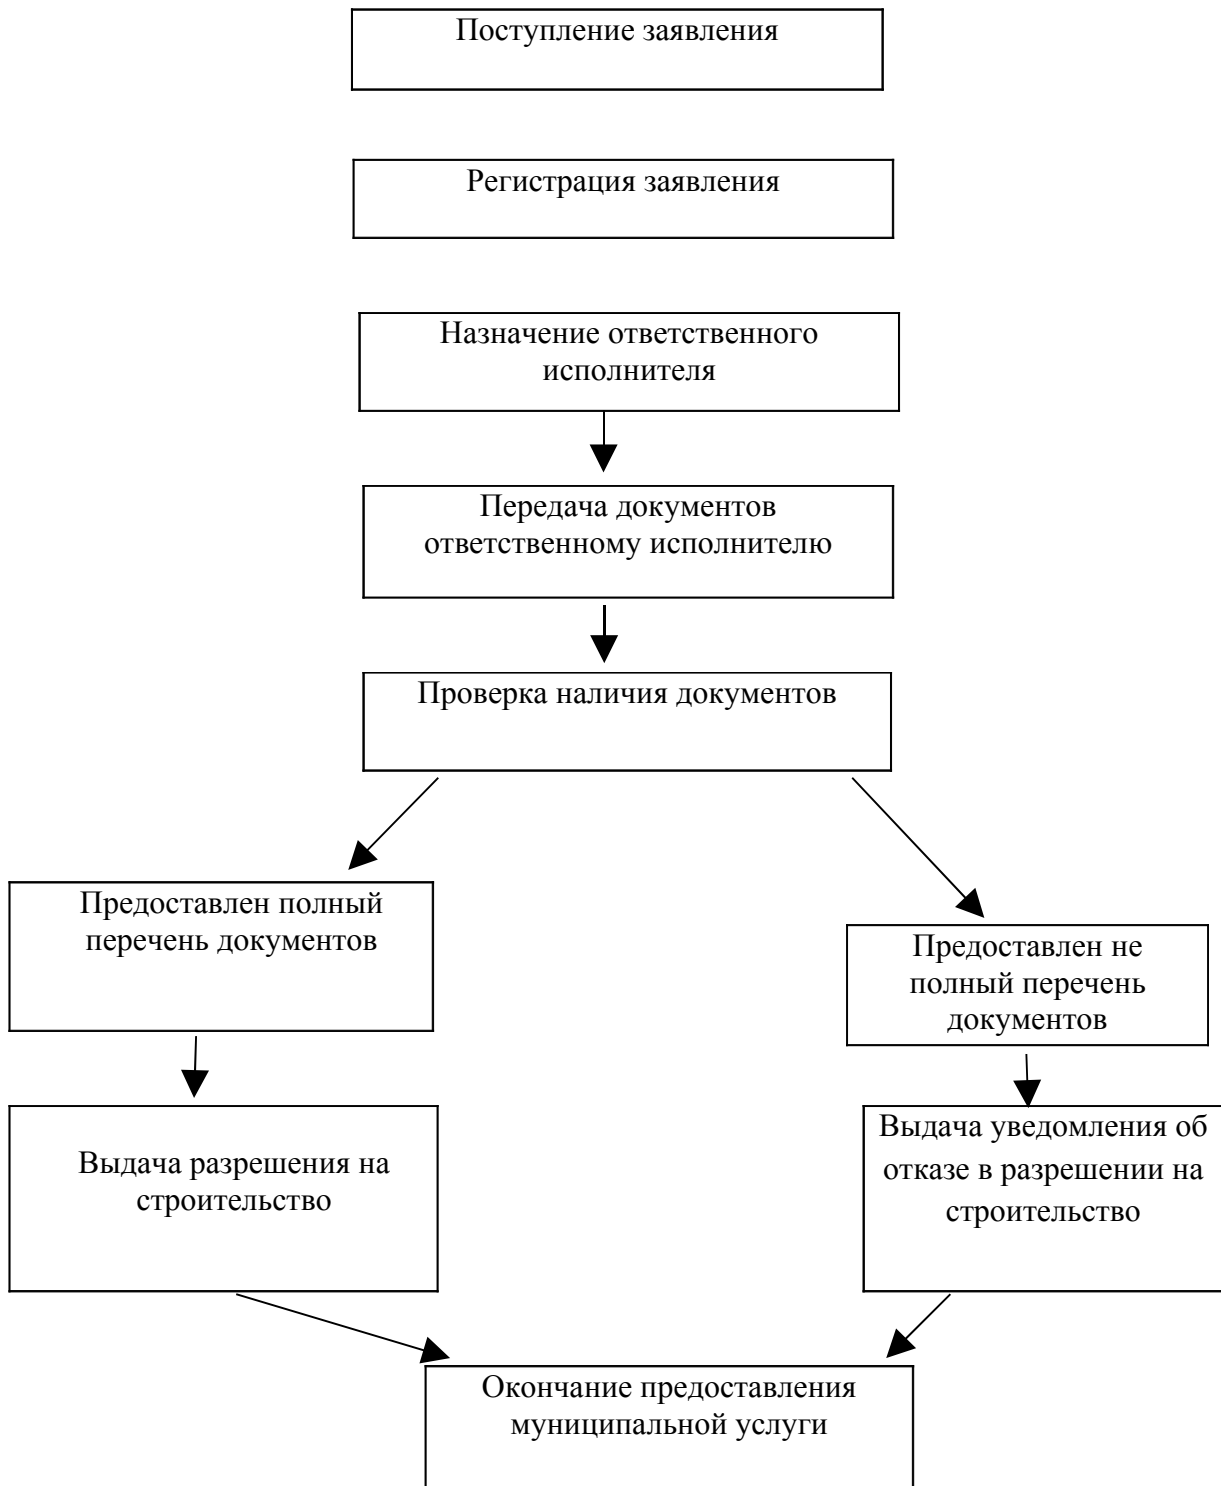 Поступление заявления
Регистрация заявления
Назначение ответственного
исполнителя
Передача документов
ответственному исполнителю
Проверка наличия документов
Предоставлен полный
перечень документов
Предоставлен не
полный перечень
документов
Выдача разрешения на
строительство
Выдача уведомления об
отказе в разрешении на
строительство
Окончание предоставления
муниципальной услуги